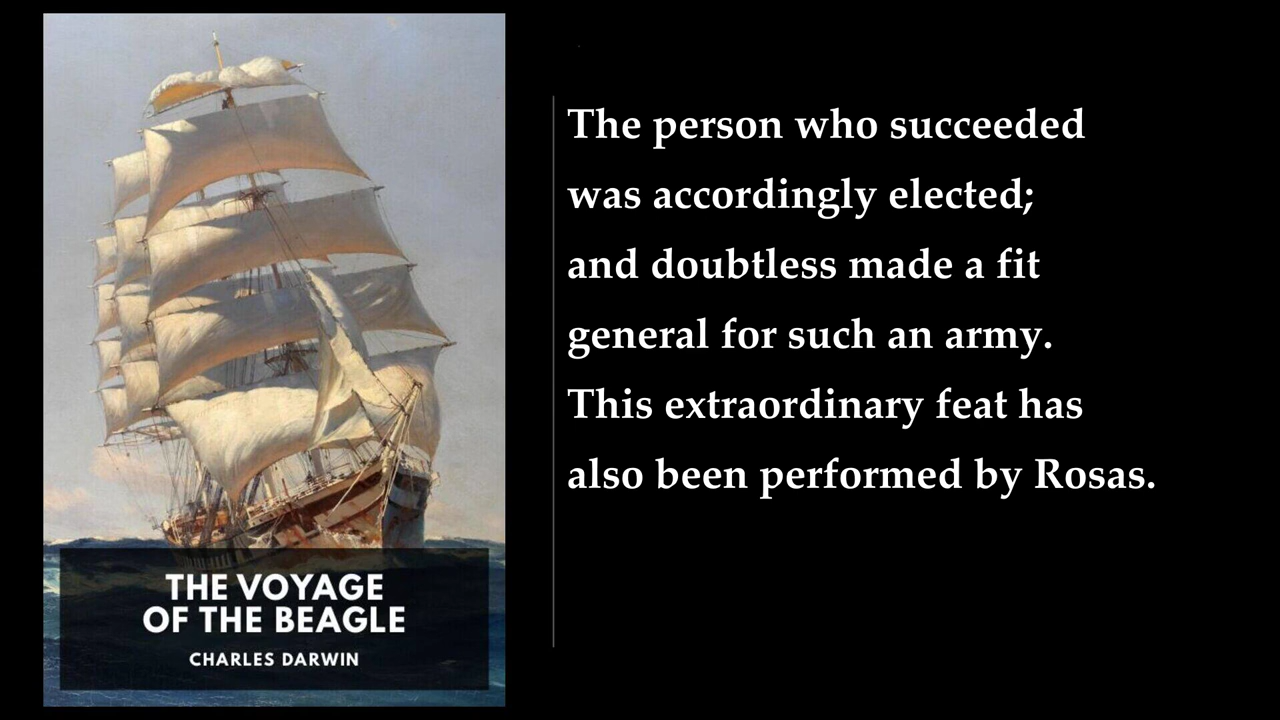 THE VOYAGE
OF THE BEAGLE
CHARLES DARWIN
The person who succeeded
was accordingly elected;
and doubtless made a fit
general for such an army.
This extraordinary feat has
also been performed by Rosas.